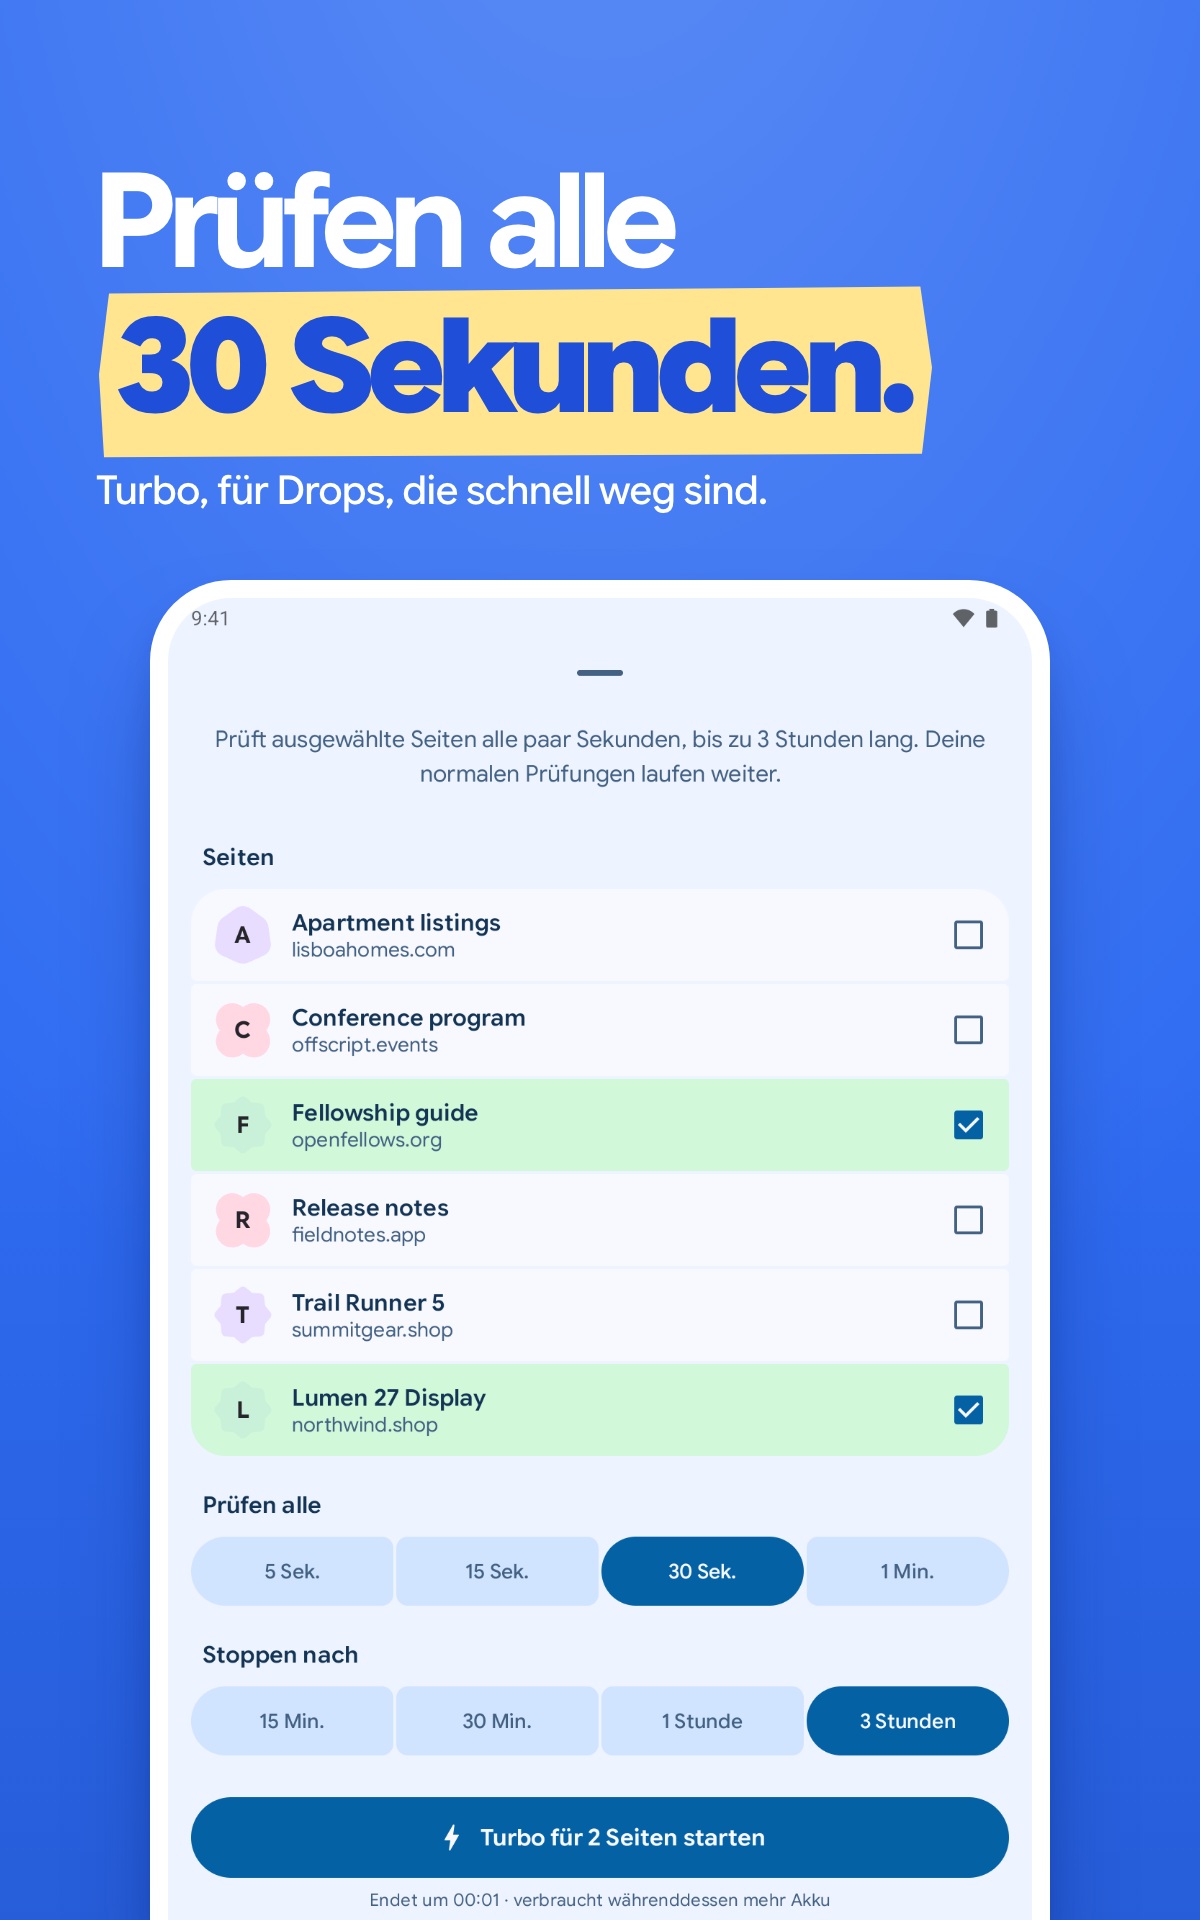 Prüfen alle
30 Sekunden.
Turbo, für Drops, die schnell weg sind.
9:41
Prüft ausgewählte Seiten alle paar Sekunden, bis zu 3 Stunden lang. Deine
normalen Prüfungen laufen weiter.
Seiten
A
Apartment listings
lisboahomes.com
C
Conference program
offscript.events
F
Fellowship guide
openfellows.org
R
Release notes
fieldnotes.app
T
Trail Runner 5
summitgear.shop
L
Lumen 27 Display
northwind.shop
Prüfen alle
5 Sek. 15 Sek. 30 Sek. 1 Min.
Stoppen nach
15 Min. 30 Min. 1 Stunde 3 Stunden
Turbo für 2 Seiten starten
Endet um 00:01 · verbraucht währenddessen mehr Akku